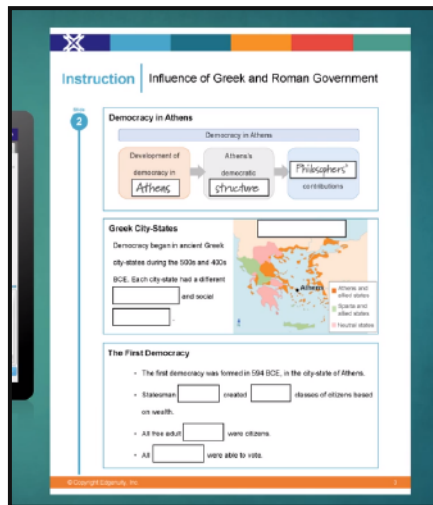 Instruction Influence of Greek and Roman Government
Slide
2
Democracy in Athens
Democracy in Athens
Development of
democracy in
Athens
Athens's
democratic
structure
Philosophers'
contributions
Greek City-States
Democracy began in ancient Greek
city-states during the 500s and 400s
BCE. Each city-state had a different
and social
.
Athens
Athens and
allied states
Sparta and
allied states
Neutral states
The First Democracy
• The first democracy was formed in 594 BCE, in the city-state of Athens.
• Statesman created classes of citizens based
on wealth.
• All free adult were citizens.
• All were able to vote.
© Copyright Edgenuity, Inc.
3